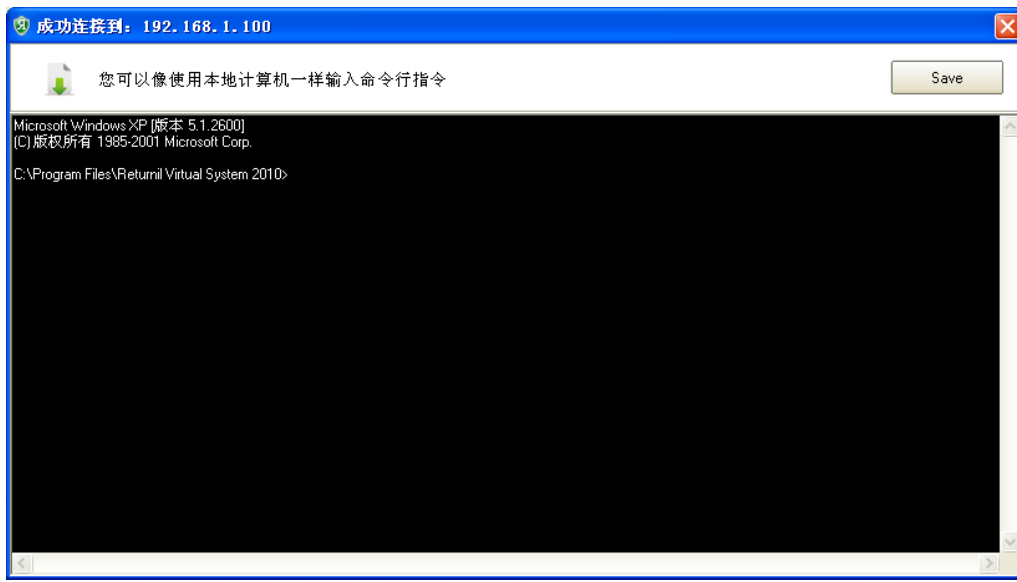 成功连接到: 192.168.1.100
您可以像使用本地计算机一样输入命令行指令
Save
Microsoft Windows XP [版本 5.1.2600]
(C) 版权所有 1985-2001 Microsoft Corp.
C:\Program Files\Returnil Virtual System 2010>